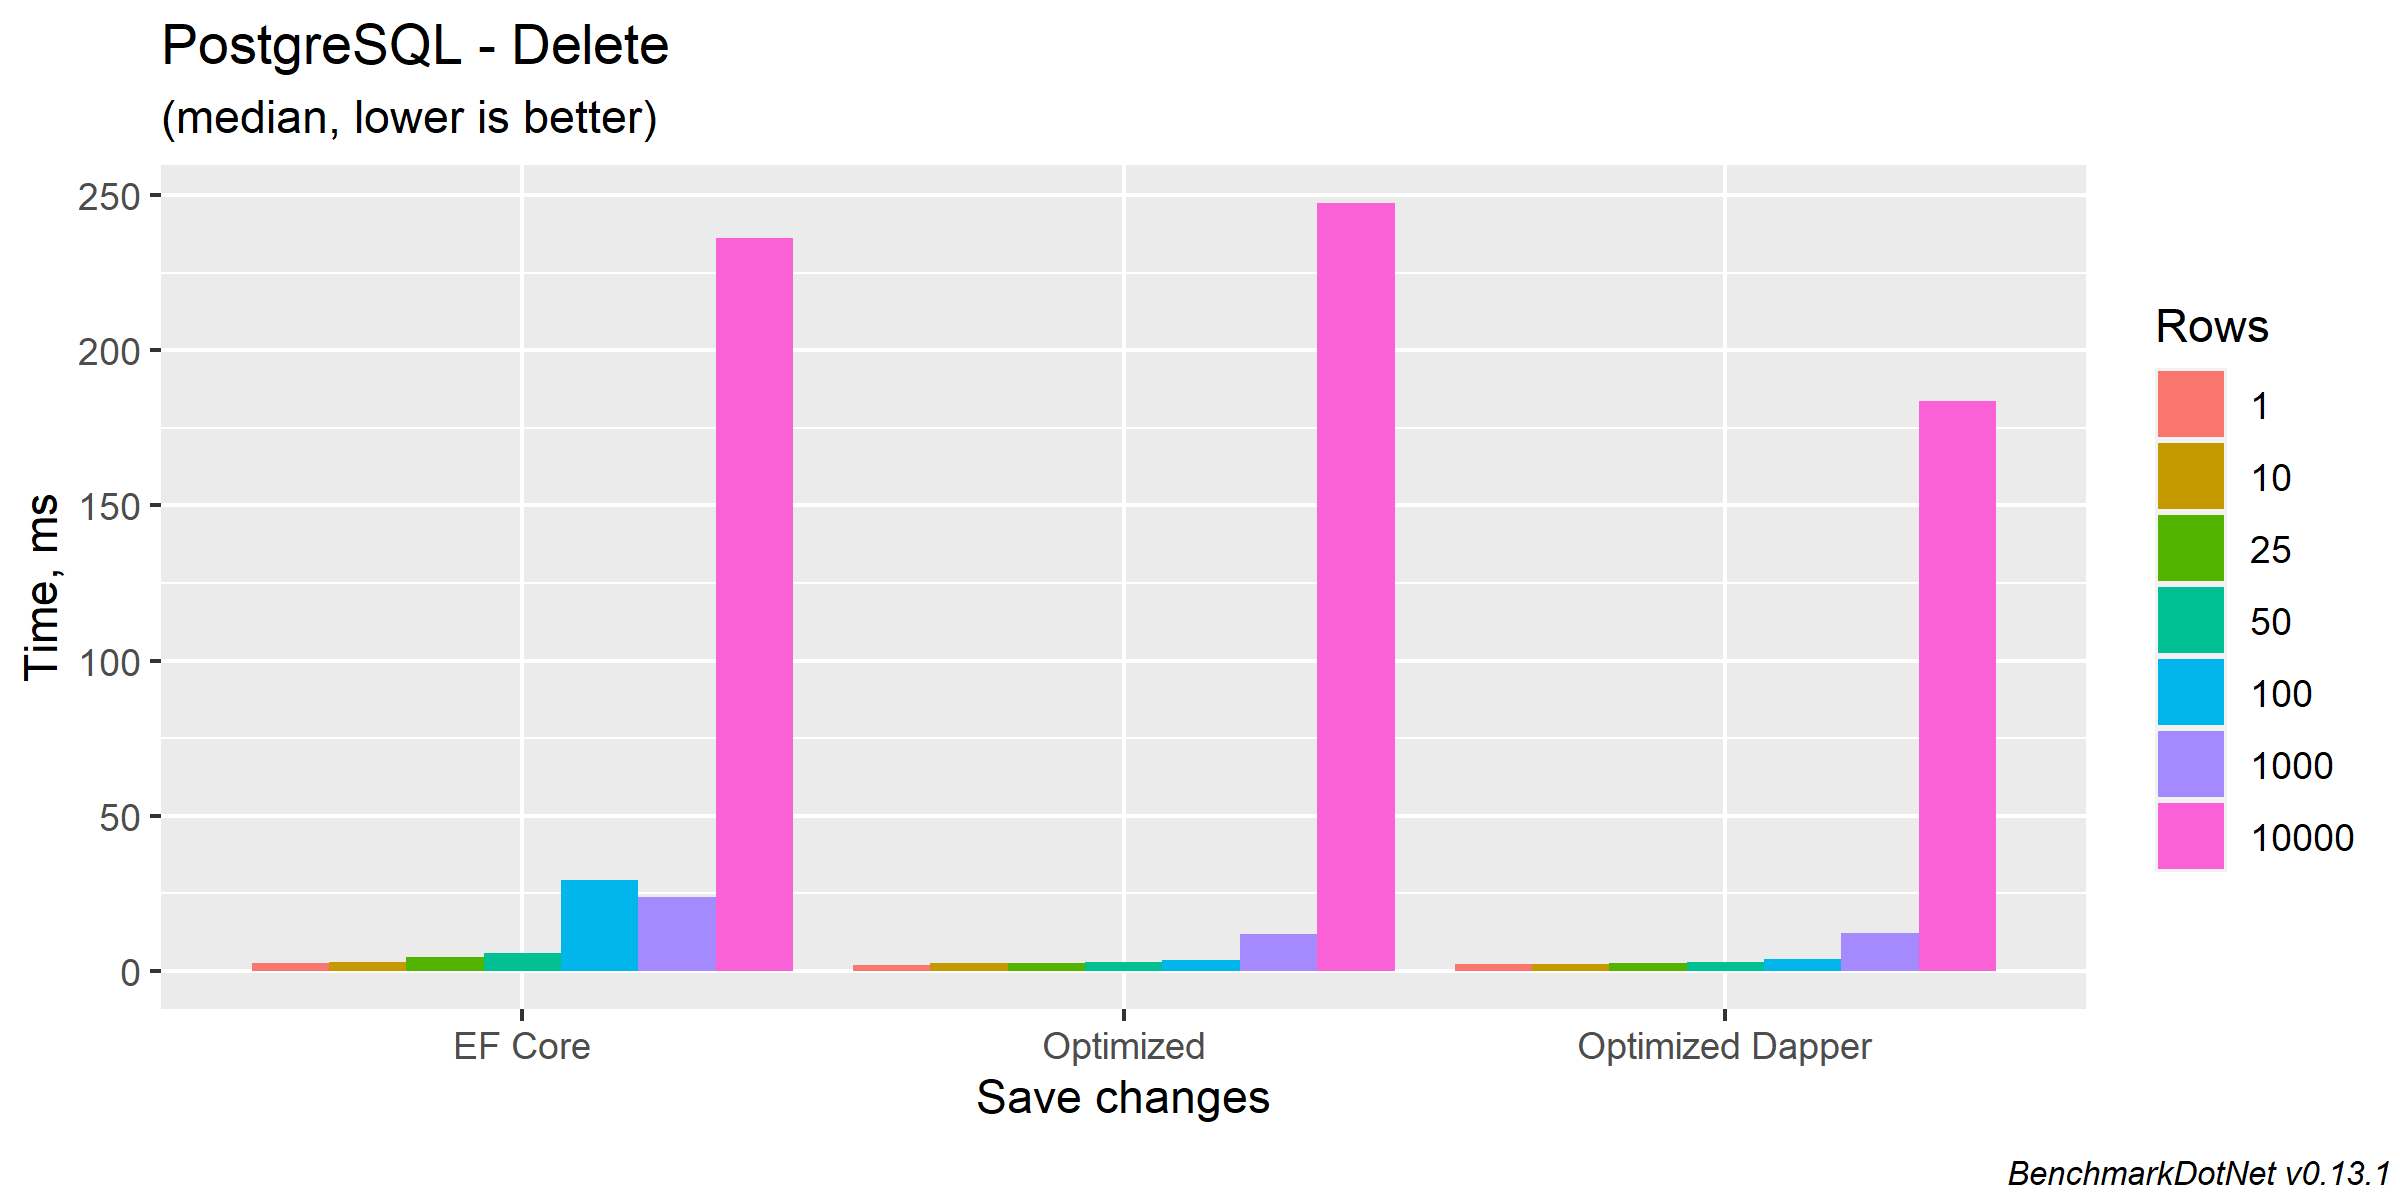 PostgreSQL - Delete
(median, lower is better)
250
200
150
100
50
0
Time, ms
EF Core
Optimized
Optimized Dapper
Save changes
Rows
1
10
25
50
100
1000
10000
BenchmarkDotNet v0.13.1